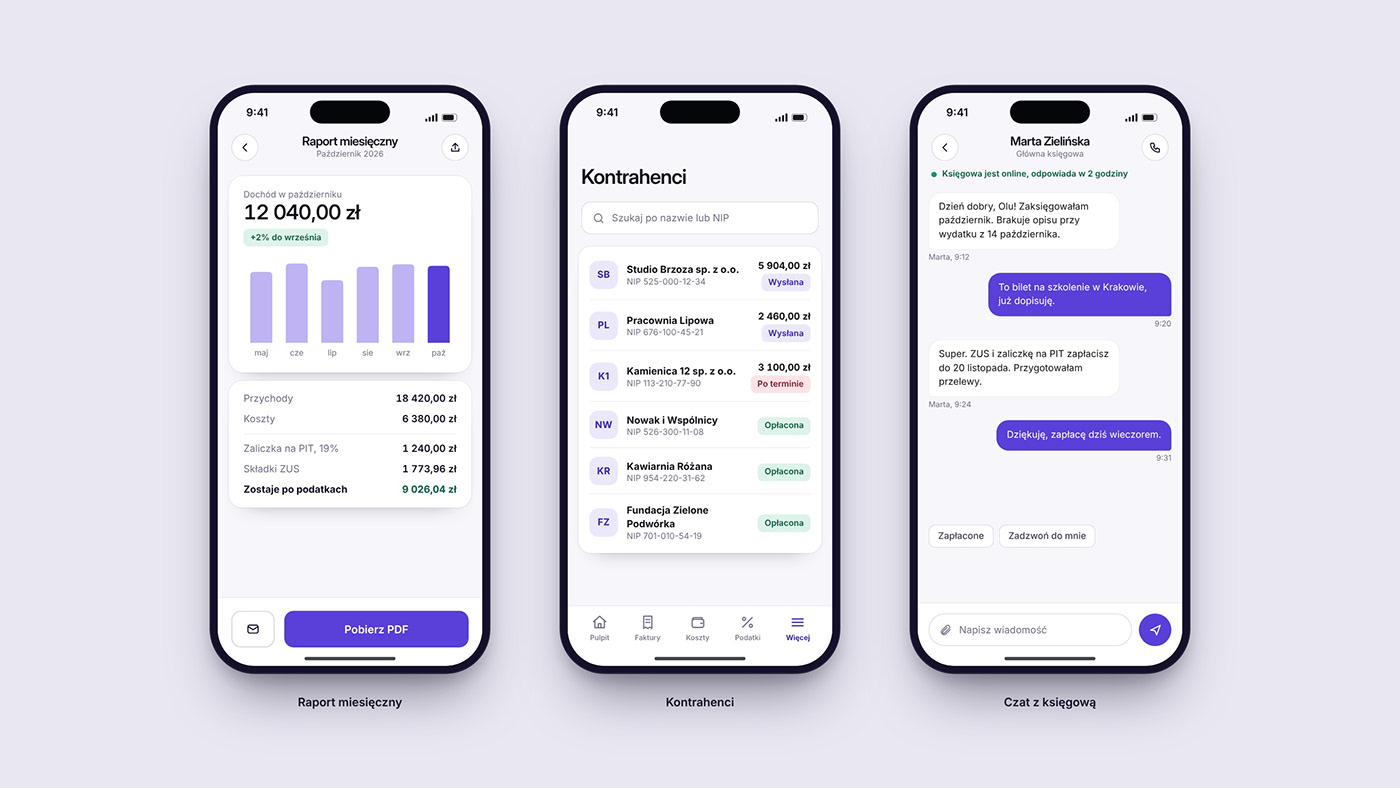 9:41
Raport miesięczny
Październik 2026
Dochód w październiku
12 040,00 zł
+2% do września
maj cze lip sie wrz paź
Przychody 18 420,00 zł
Koszty 6 380,00 zł
Zaliczka na PIT, 19% 1 240,00 zł
Składki ZUS 1 773,96 zł
Zostaje po podatkach 9 026,04 zł
Pobierz PDF
Raport miesięczny
9:41
Kontrahenci
Szukaj po nazwie lub NIP
SB Studio Brzoza sp. z o.o. 5 904,00 zł
NIP 525-000-12-34 Wysłana
PL Pracownia Lipowa 2 460,00 zł
NIP 676-100-45-21 Wysłana
K1 Kamienica 12 sp. z o.o. 3 100,00 zł
NIP 113-210-77-90 Po terminie
NW Nowak i Wspólnicy Opłacona
NIP 526-300-11-08
KR Kawiarnia Różana Opłacona
NIP 954-220-31-62
FZ Fundacja Zielone Opłacona
Podwórka
NIP 701-010-54-19
Pulpit Faktury Koszty Podatki Więcej
Kontrahenci
9:41
Marta Zielińska
Główna księgowa
Księgowa jest online, odpowiada w 2 godziny
Dzień dobry, Olu! Zaksięgowałam
październik. Brakuje opisu przy
wydatku z 14 października.
Marta, 9:12
To bilet na szkolenie w Krakowie,
już dopisuję.
9:20
Super. ZUS i zaliczkę na PIT zapłacisz
do 20 listopada. Przygotowałam
przelewy.
Marta, 9:24
Dziękuję, zapłacę dziś wieczorem.
9:31
Zapłacone Zadzwoń do mnie
Napisz wiadomość
Czat z księgową